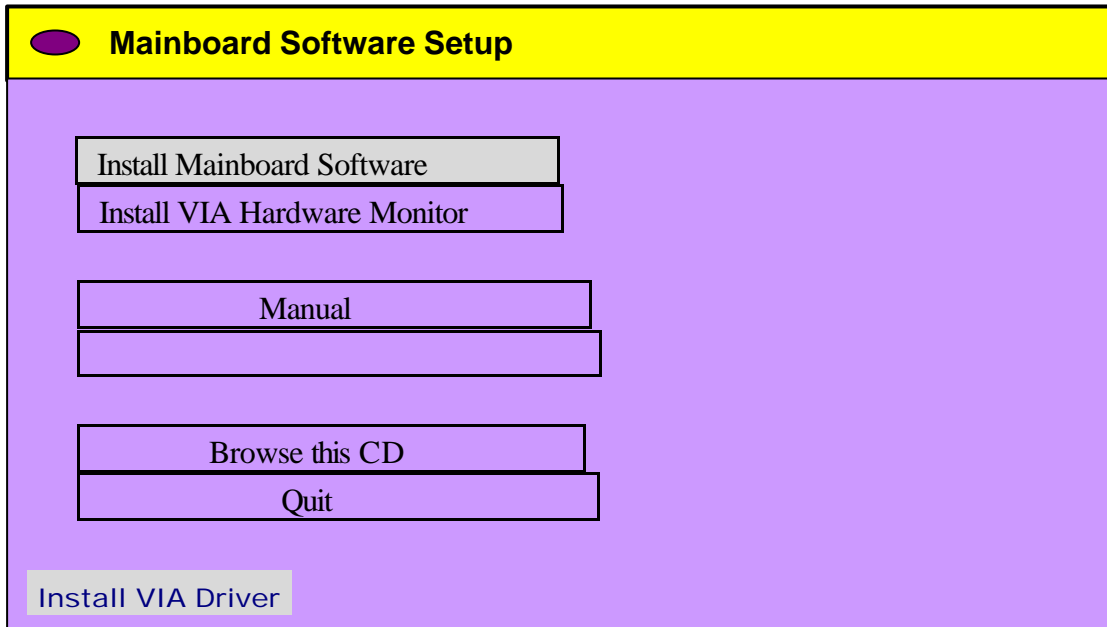 Mainboard Software Setup
Install Mainboard Software
Install VIA Hardware Monitor
Manual
Browse this CD
Quit
Install VIA Driver